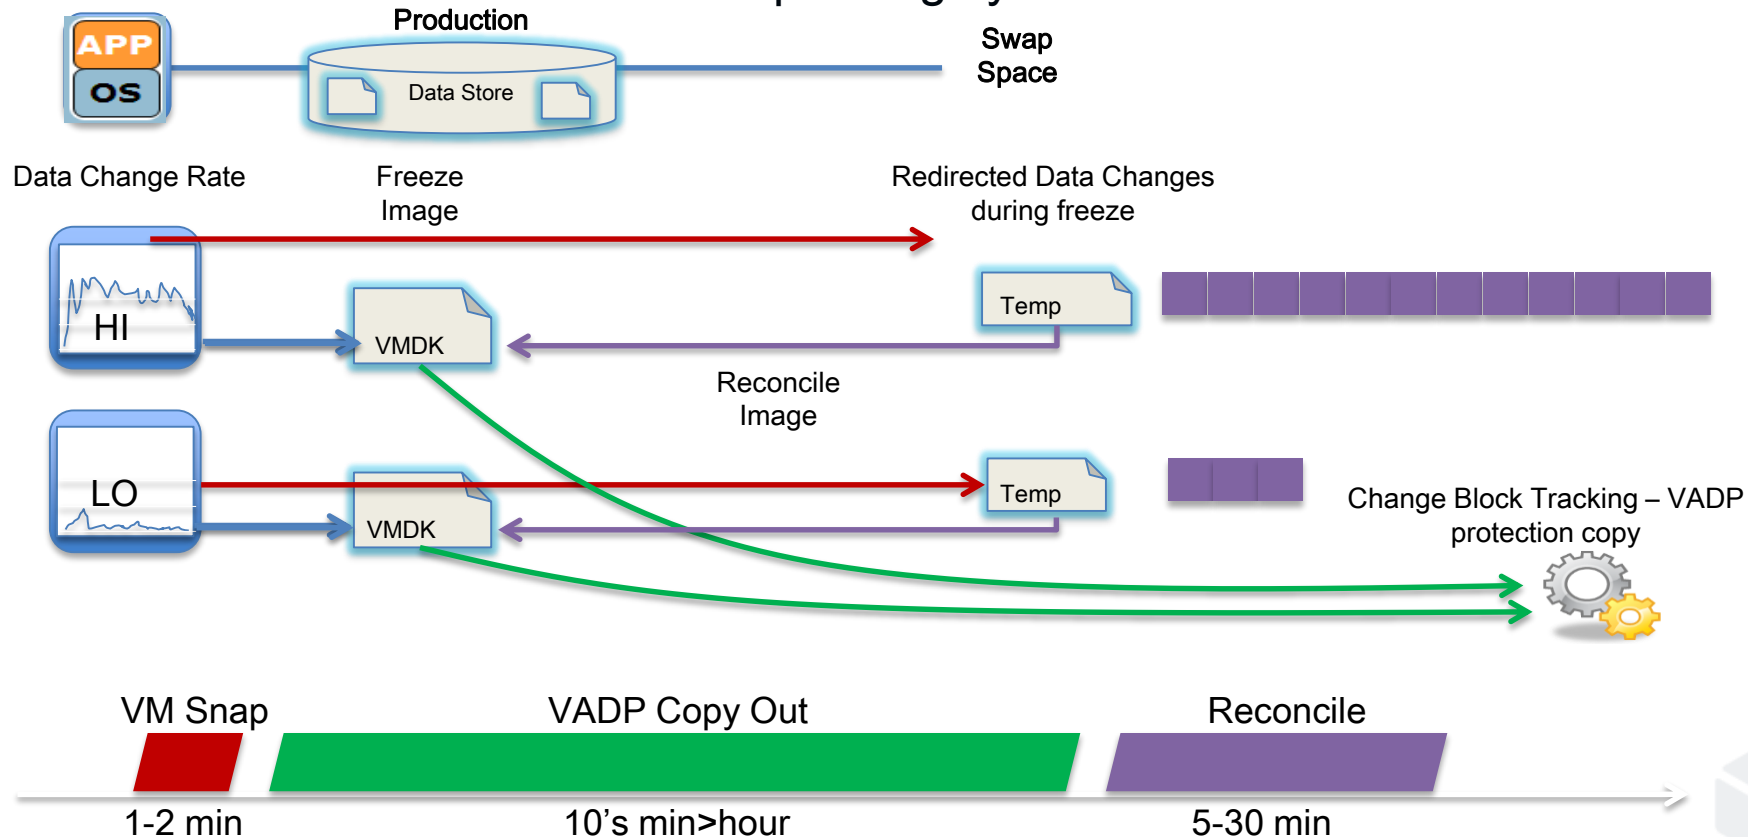 Production
APP
OS
Data Store
Swap
Space
Data Change Rate
Freeze
Image
Redirected Data Changes
during freeze
HI
VMDK
Temp
Reconcile
Image
LO
VMDK
Temp
Change Block Tracking – VADP
protection copy
VM Snap
VADP Copy Out
Reconcile
1-2 min
10's min>hour
5-30 min